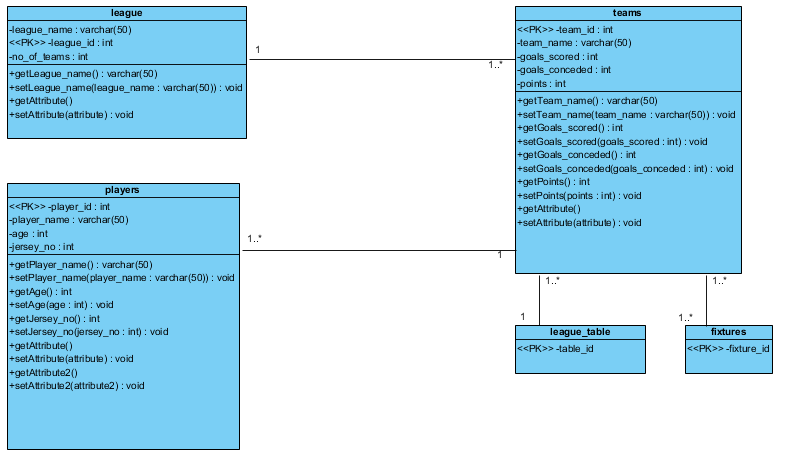 league
-league_name : varchar(50)
<<PK>> -league_id : int
-no_of_teams : int
+getLeague_name() : varchar(50)
+setLeague_name(league_name : varchar(50)) : void
+getAttribute()
+setAttribute(attribute) : void
1
1..*
teams
<<PK>> -team_id : int
-team_name : varchar(50)
-goals_scored : int
-goals_conceded : int
-points : int
+getTeam_name() : varchar(50)
+setTeam_name(team_name : varchar(50)) : void
+getGoals_scored() : int
+setGoals_scored(goals_scored : int) : void
+getGoals_conceded() : int
+setGoals_conceded(goals_conceded : int) : void
+getPoints() : int
+setPoints(points : int) : void
+getAttribute()
+setAttribute(attribute) : void
players
<<PK>> -player_id : int
-player_name : varchar(50)
-age : int
-jersey_no : int
+getPlayer_name() : varchar(50)
+setPlayer_name(player_name : varchar(50)) : void
+getAge() : int
+setAge(age : int) : void
+getJersey_no() : int
+setJersey_no(jersey_no : int) : void
+getAttribute()
+setAttribute(attribute) : void
+getAttribute2()
+setAttribute2(attribute2) : void
1..*
1
1..*
1
1..*
1..*
league_table
<<PK>> -table_id
fixtures
<<PK>> -fixture_id